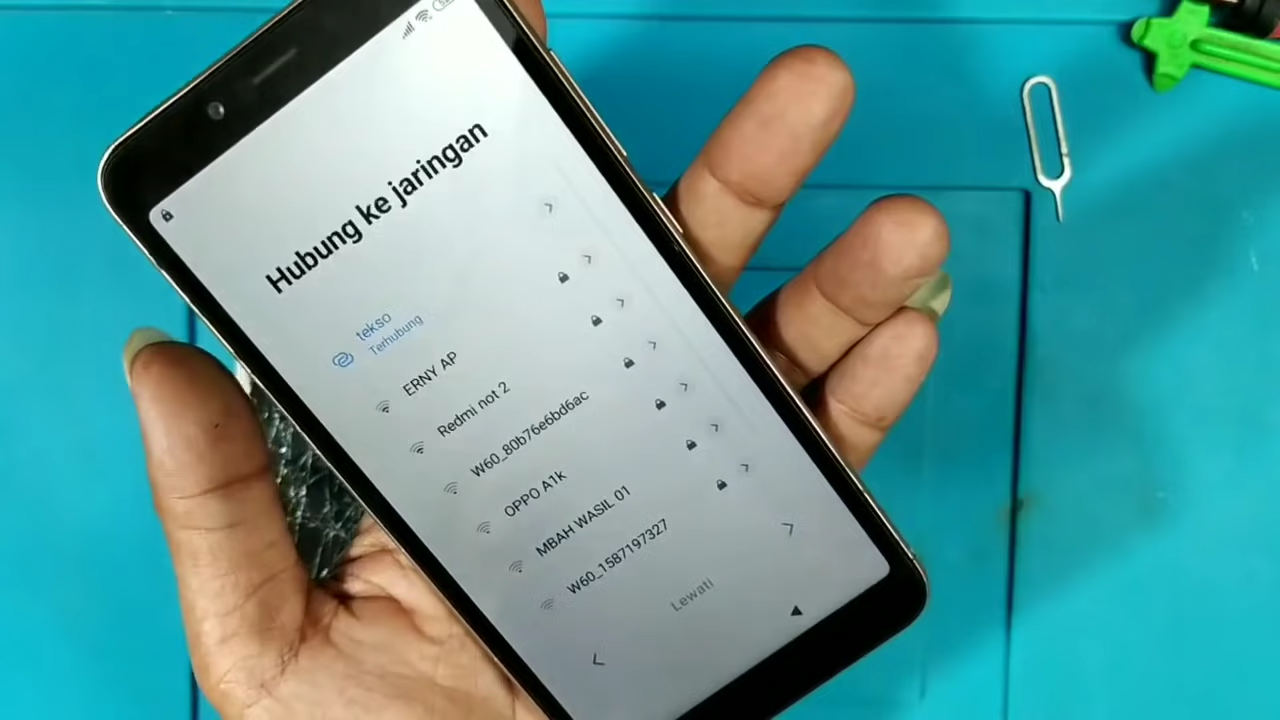 Hubung ke jaringan
tekso
Terhubung
ERNY AP
Redmi not 2
W60_80b76e6bd6ac
OPPO A1k
MBAH WASIL 01
W60_1587197327
Lewati